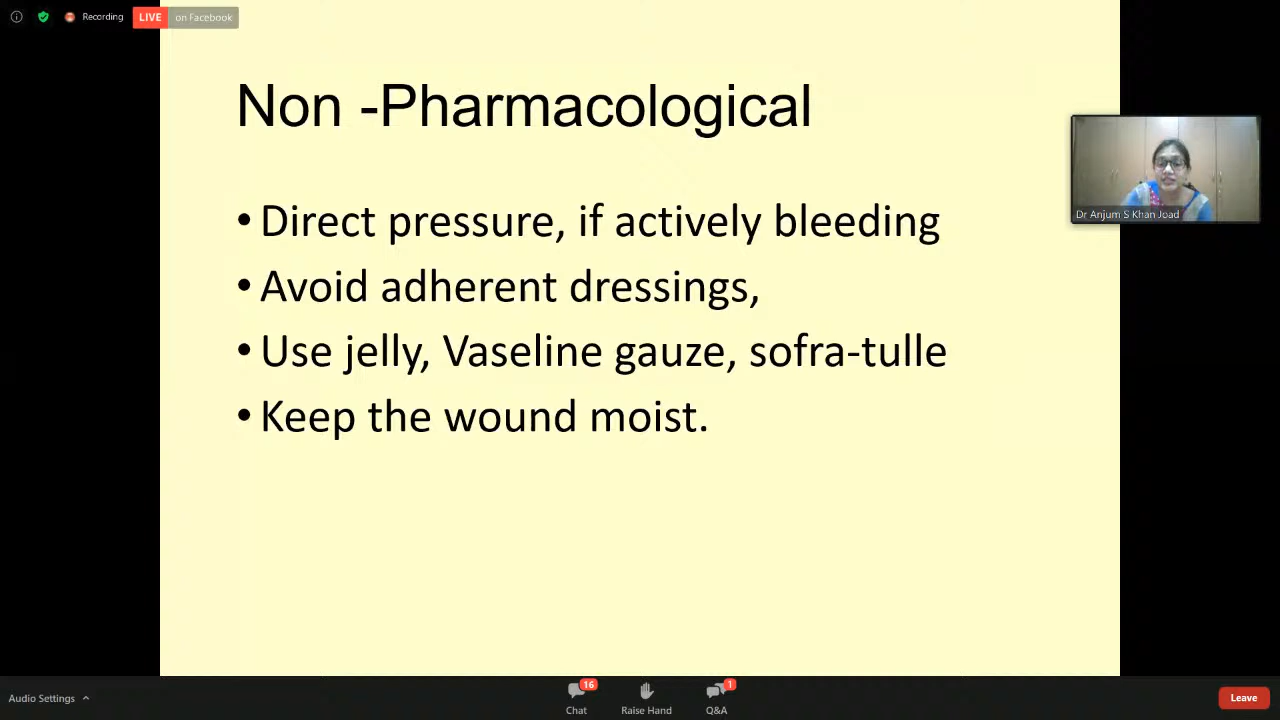 Recording
LIVE on Facebook
Non -Pharmacological
• Direct pressure, if actively bleeding
• Avoid adherent dressings,
• Use jelly, Vaseline gauze, sofra-tulle
• Keep the wound moist.
Dr Anjum S Khan Joad
Audio Settings
16
Chat
Raise Hand
1
Q&A
Leave